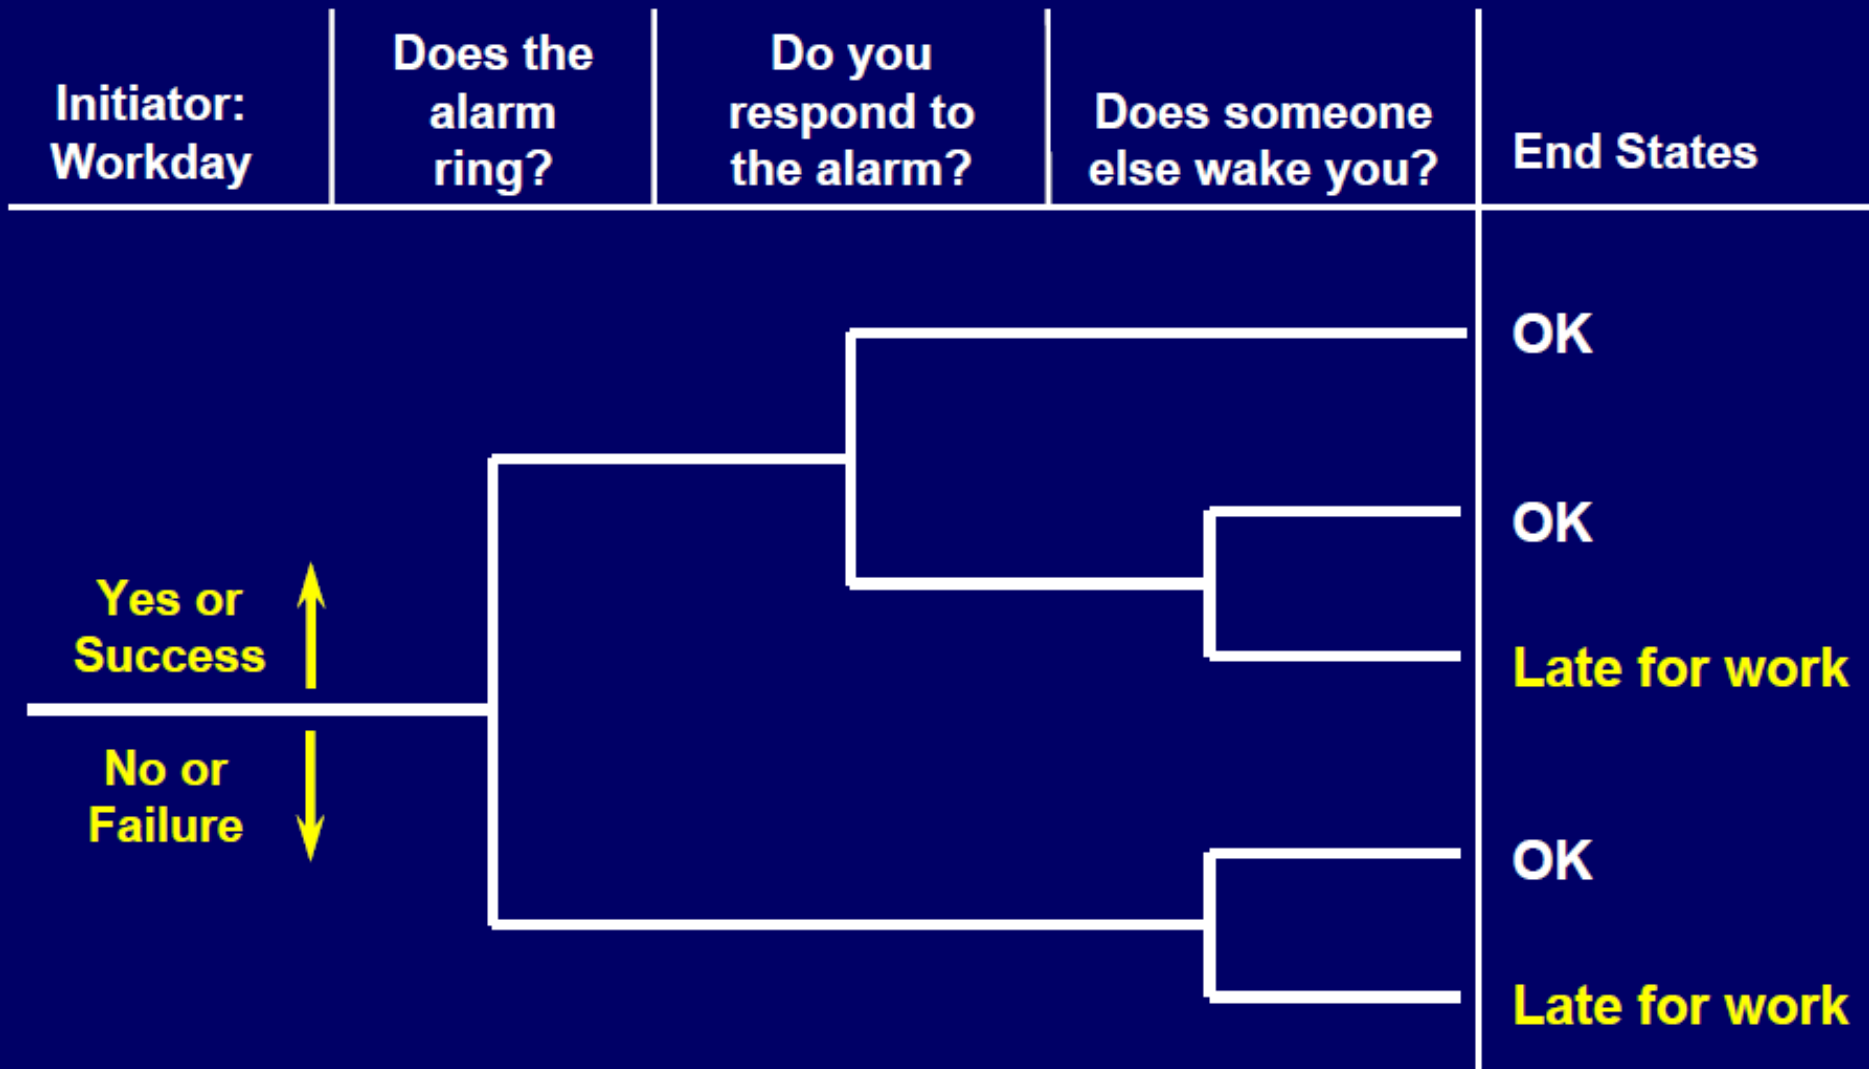 Initiator:
Workday
Does the
alarm
ring?
Do you
respond to
the alarm?
Does someone
else wake you?
End States
OK
OK
Yes or
Success
Late for work
No or
Failure
OK
Late for work